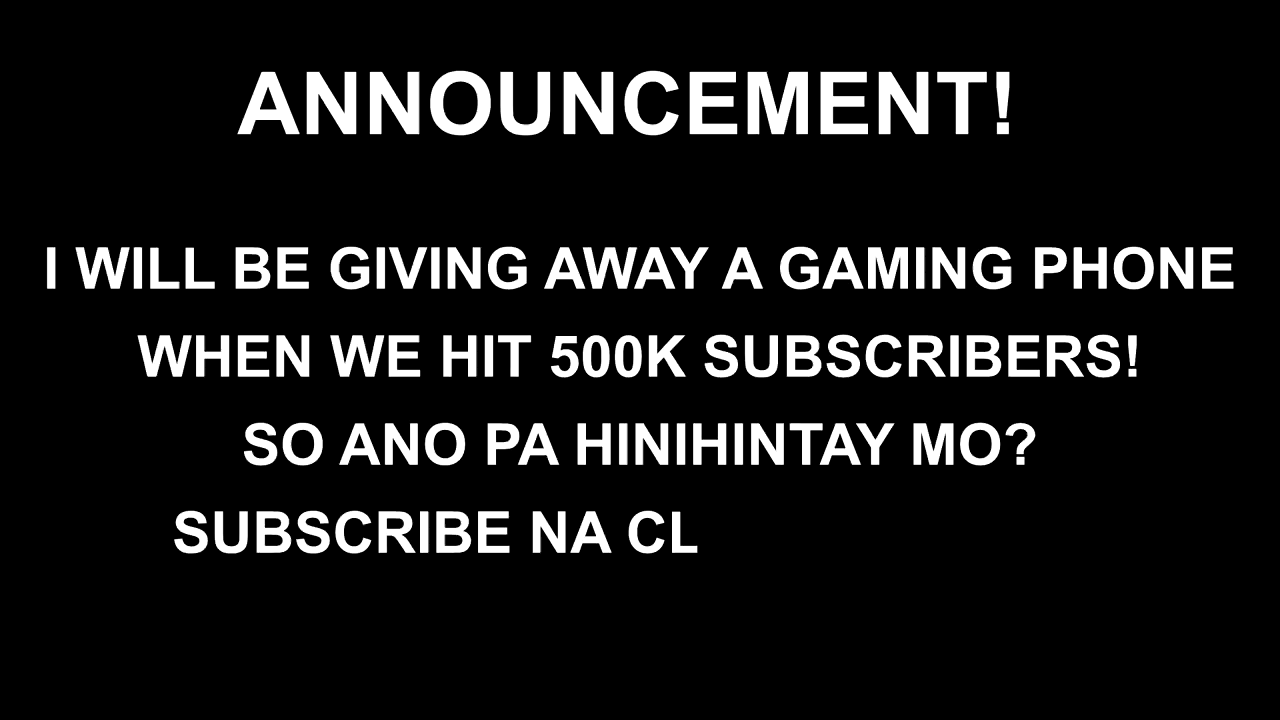 ANNOUNCEMENT!
I WILL BE GIVING AWAY A GAMING PHONE
WHEN WE HIT 500K SUBSCRIBERS!
SO ANO PA HINIHINTAY MO?
SUBSCRIBE NA CL